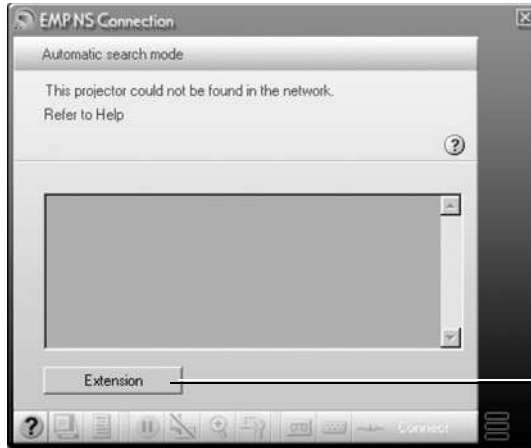 EMP NS Connection
Automatic search mode
This projector could not be found in the network.
Refer to Help
Extension
Connect